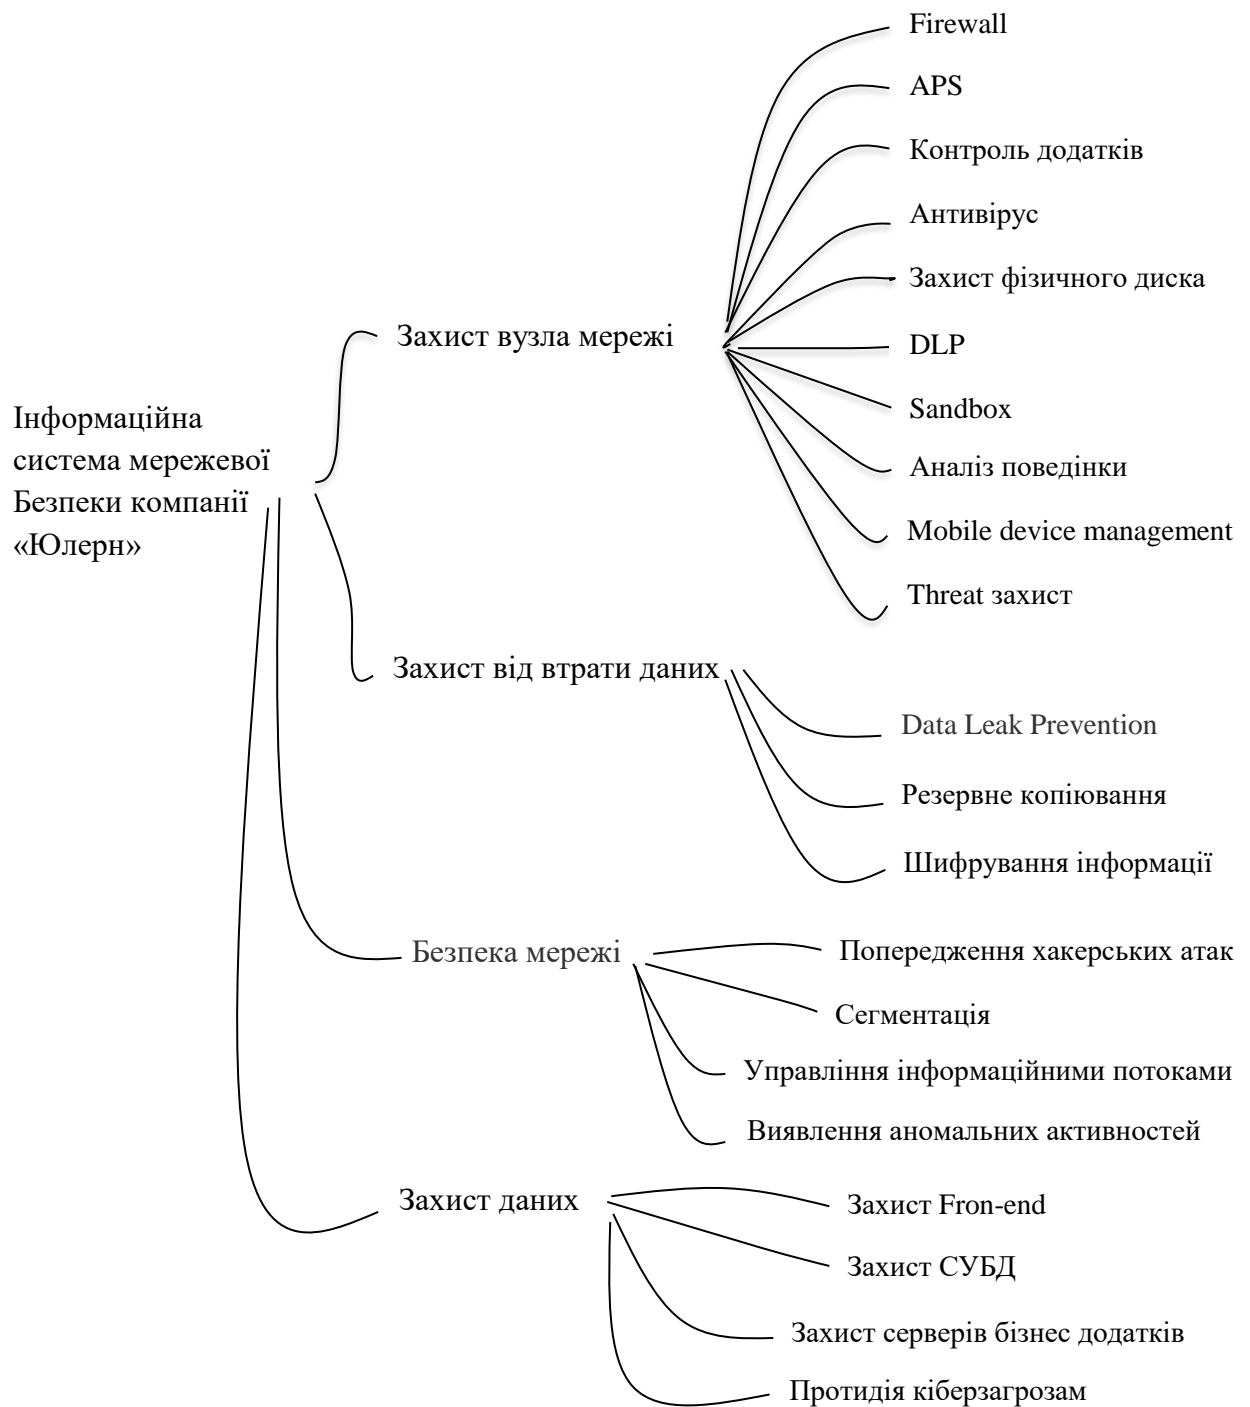 Інформаційна
система мережевої
Безпеки компанії
«Юлерн»
Захист вузла мережі
Firewall
APS
Контроль додатків
Антивірус
Захист фізичного диска
DLP
Sandbox
Аналіз поведінки
Mobile device management
Threat захист
Захист від втрати даних
Data Leak Prevention
Резервне копіювання
Шифрування інформації
Безпека мережі
Попередження хакерських атак
Сегментація
Управління інформаційними потоками
Виявлення аномальних активностей
Захист даних
Захист Fron-end
Захист СУБД
Захист серверів бізнес додатків
Протидія кіберзагрозам